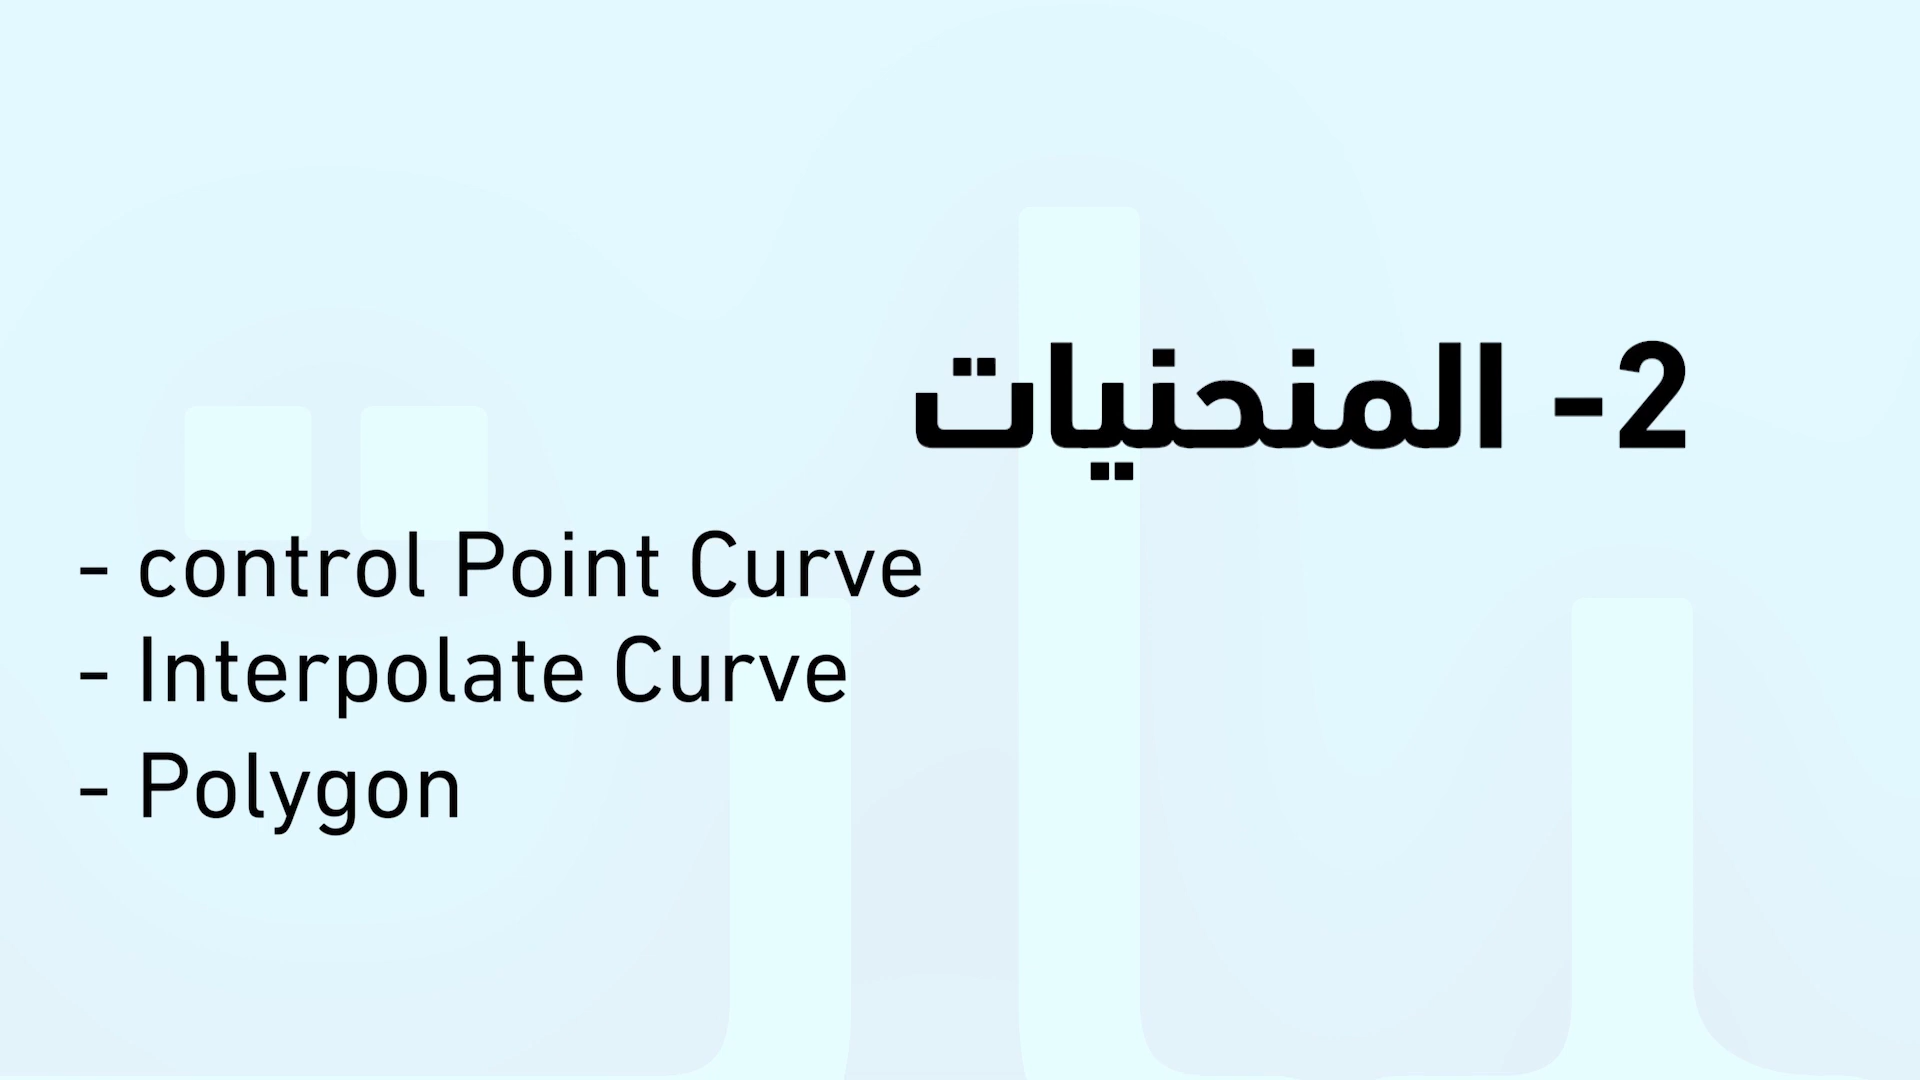 2- المنحنيات
- control Point Curve
- Interpolate Curve
- Polygon